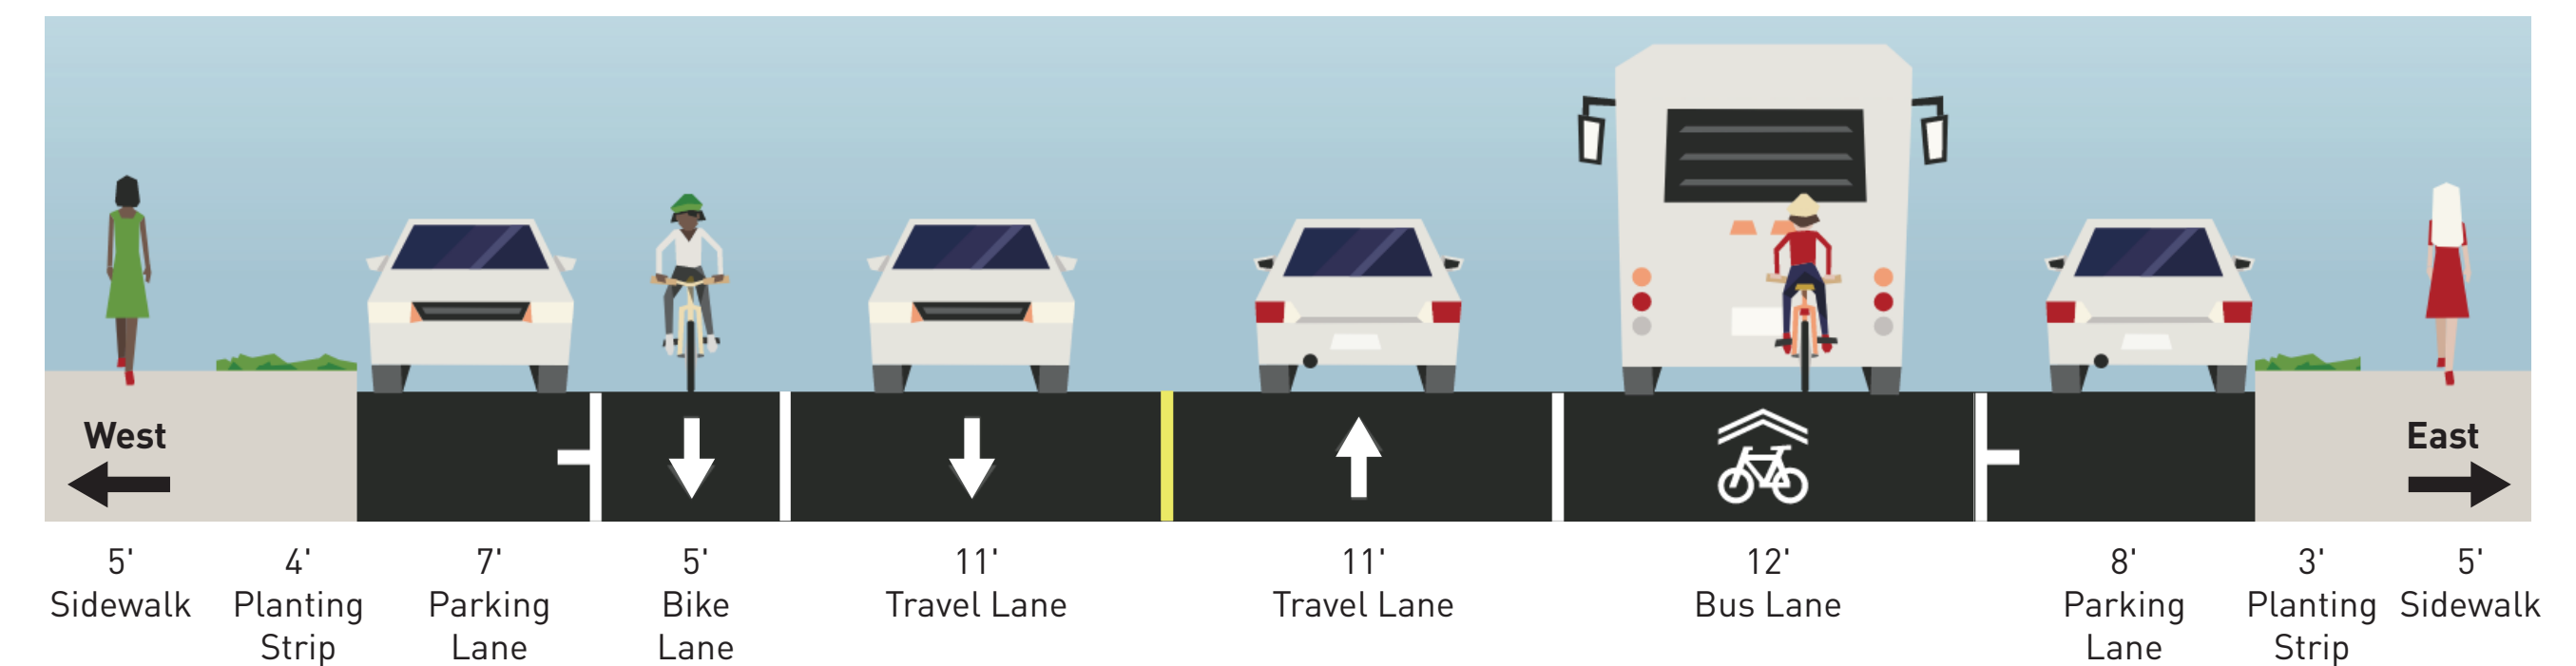 West
East
5' 4' 7' 5' 11' 11' 12' 8' 3' 5'
Sidewalk Planting Parking Bike Travel Lane Travel Lane Bus Lane Parking Planting Sidewalk
Strip Lane Lane Lane Strip